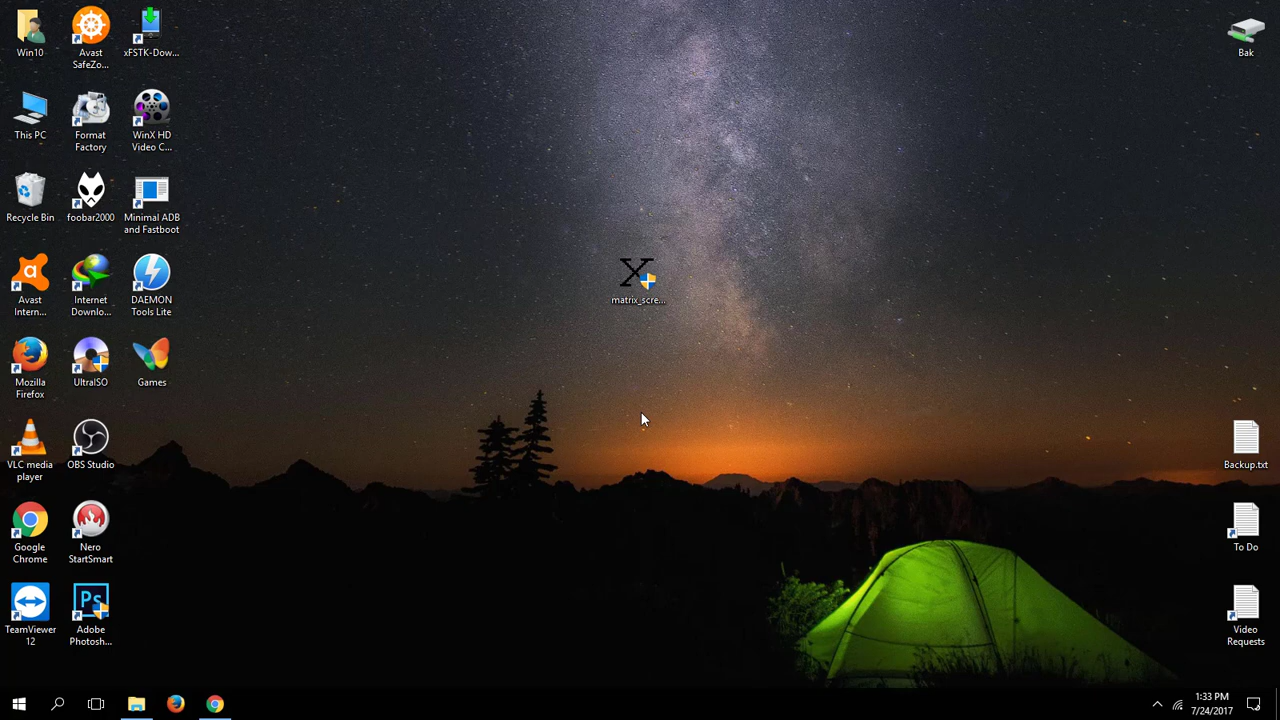 Win10
Avast
SafeZo...
xFSTK-Dow...
Bak
This PC
Format
Factory
WinX HD
Video C...
Recycle Bin
foobar2000
Minimal ADB
and Fastboot
Avast
Intern...
Internet
Downlo...
DAEMON
Tools Lite
matrix_scre...
Mozilla
Firefox
UltraISO
Games
VLC media
player
OBS Studio
Backup.txt
Google
Chrome
Nero
StartSmart
To Do
TeamViewer
12
Ps
Adobe
Photosh...
Video
Requests
1:33 PM
7/24/2017